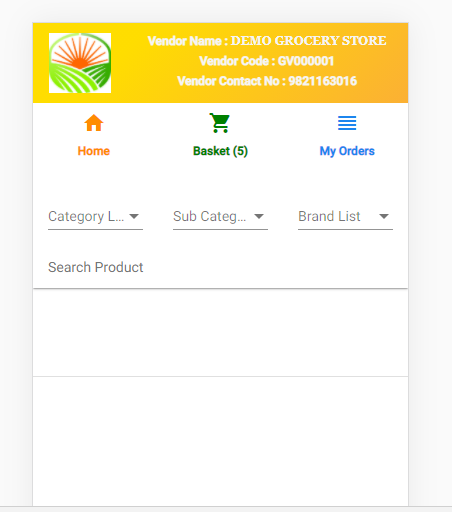 Vendor Name : DEMO GROCERY STORE
Vendor Code : GV000001
Vendor Contact No : 9821163016
Home Basket (5) My Orders
Category L... Sub Categ... Brand List
Search Product